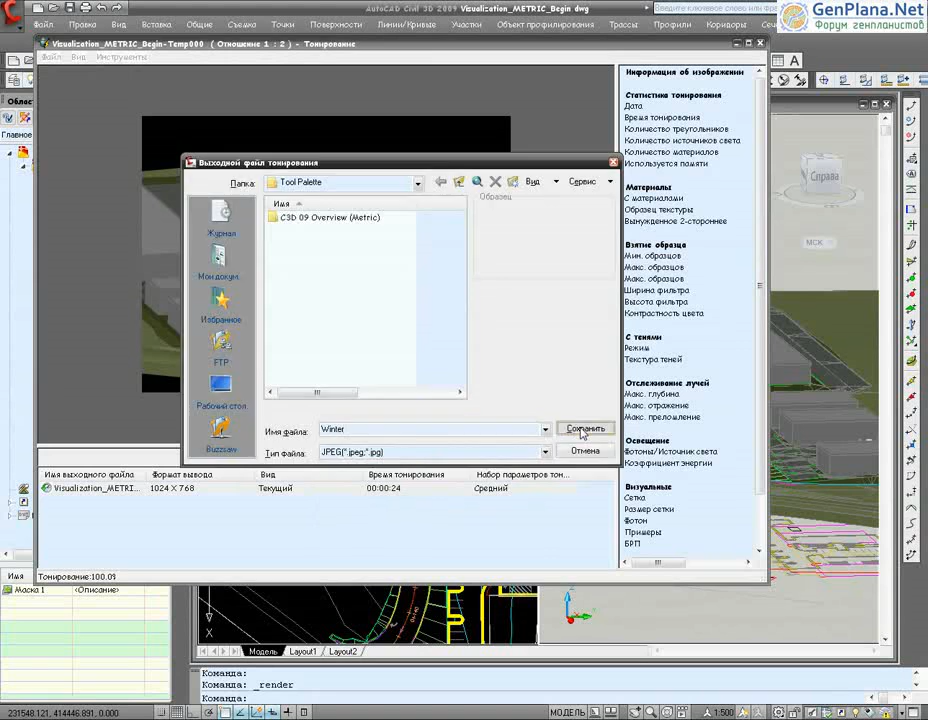 AutoCAD Civil 3D 2009 Visualization_METRIC_Begin dwg
GenPlana.Net
Форум генпланистов
Файл Правка Вид Вставка Общие Съемка Точки Поверхности Линии/Кривые Участки Объект профилирования Трассы Профили Коридоры
Visualization_METRIC_Begin-Temp000 ( Отношение 1 : 2 ) - Тонирование
Файл Вид Инструменты
Информация об изображении
Статистика тонирования
Дата
Время тонирования
Количество треугольников
Количество источников света
Количество материалов
Используется памяти
Материалы
С материалами
Образец текстуры
Вынужденное 2-стороннее
Взятие образца
Мин. образцов
Макс. образцов
Ширина фильтра
Высота фильтра
Контрастность цвета
С тенями
Режим
Текстура теней
Отслеживание лучей
Макс. глубина
Макс. отражение
Макс. преломление
Освещение
Фотоны/Источник света
Коэффициент энергии
Визуальные
Сетка
Размер сетки
Фотон
Примеры
БРП
Выходной файл тонирования
Папка:
Tool Palette
Вид
Сервис
Имя
C3D 09 Overview (Metric)
Образец
Журнал
Мои докум...
Избранное
FTP
Рабочий стол
Buzzsaw
Имя файла:
Winter
Сохранить
Тип файла:
JPEG(*.jpeg;*.jpg)
Отмена
Имя выходного файла Формат вывода Вид Время тонирования Набор параметров тон...
Visualization_METRI... 1024 X 768 Текущий 00:00:24 Средний
Тонирование:100.0%
Главное
Справа
МСК
Имя
Маска 1
<Описание>
X
Модель Layout1 Layout2
Команда:
Команда: _render
Команда:
231548.121, 414446.891, 0.000
МОДЕЛЬ
1:500